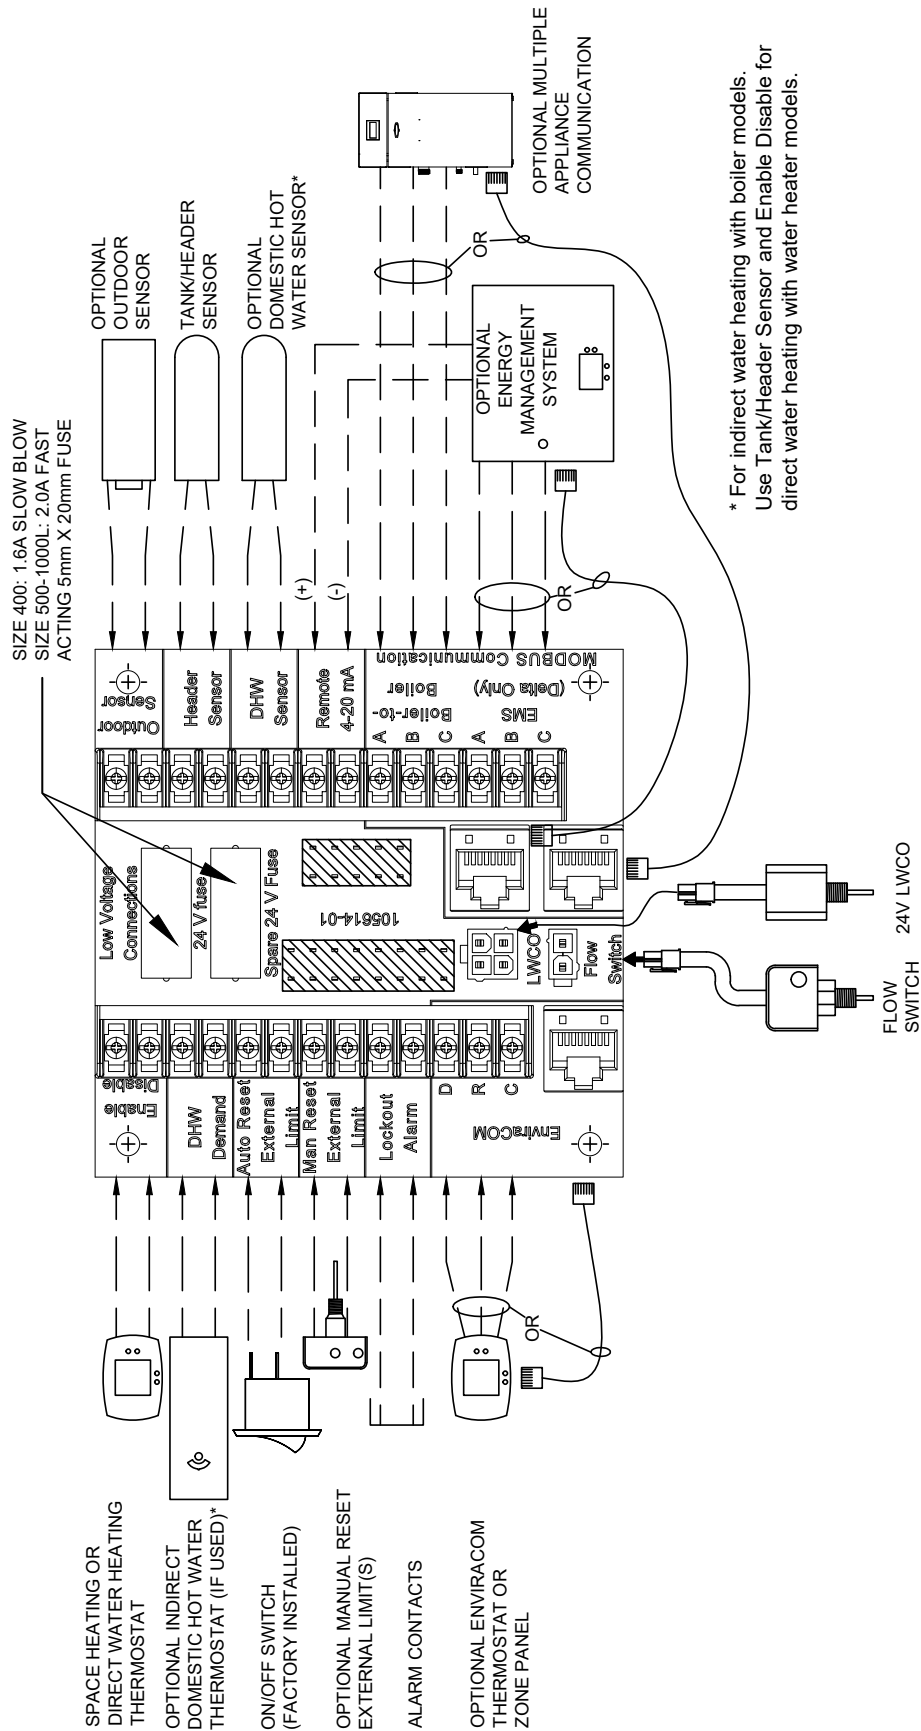 SIZE 400: 1.6A SLOW BLOW
SIZE 500-1000L: 2.0A FAST
ACTING 5mm X 20mm FUSE
OPTIONAL
OUTDOOR
SENSOR
TANK/HEADER
SENSOR
OPTIONAL
DOMESTIC HOT
WATER SENSOR*
(+)
(-)
OR
OPTIONAL MULTIPLE
APPLIANCE
COMMUNICATION
OPTIONAL
ENERGY
MANAGEMENT
SYSTEM
OR
* For indirect water heating with boiler models.
Use Tank/Header Sensor and Enable Disable for
direct water heating with water heater models.
Outdoor
Sensor
Header
Sensor
DHW
Sensor
Remote
4-20 mA
Boiler-to-
Boiler
A
B
C
EMS
(Delta Only)
A
B
C
MODBUS Communication
Low Voltage
Connections
24 V fuse
Spare 24 V Fuse
105614-01
LWCO
Flow
Switch
Enable
Disable
DHW
Demand
Auto Reset
External
Limit
Man Reset
External
Limit
Lockout
Alarm
D
R
C
EnviraCOM
SPACE HEATING OR
DIRECT WATER HEATING
THERMOSTAT
OPTIONAL INDIRECT
DOMESTIC HOT WATER
THERMOSTAT (IF USED)*
ON/OFF SWITCH
(FACTORY INSTALLED)
OPTIONAL MANUAL RESET
EXTERNAL LIMIT(S)
ALARM CONTACTS
OPTIONAL ENVIRACOM
THERMOSTAT OR
ZONE PANEL
OR
FLOW
SWITCH
24V LWCO